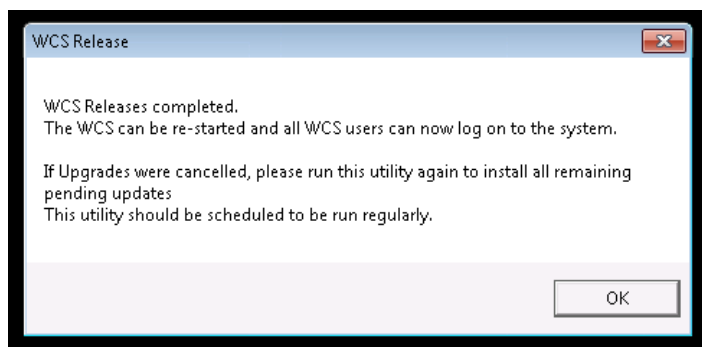 WCS Release
WCS Releases completed.
The WCS can be re-started and all WCS users can now log on to the system.
If Upgrades were cancelled, please run this utility again to install all remaining
pending updates
This utility should be scheduled to be run regularly.
OK